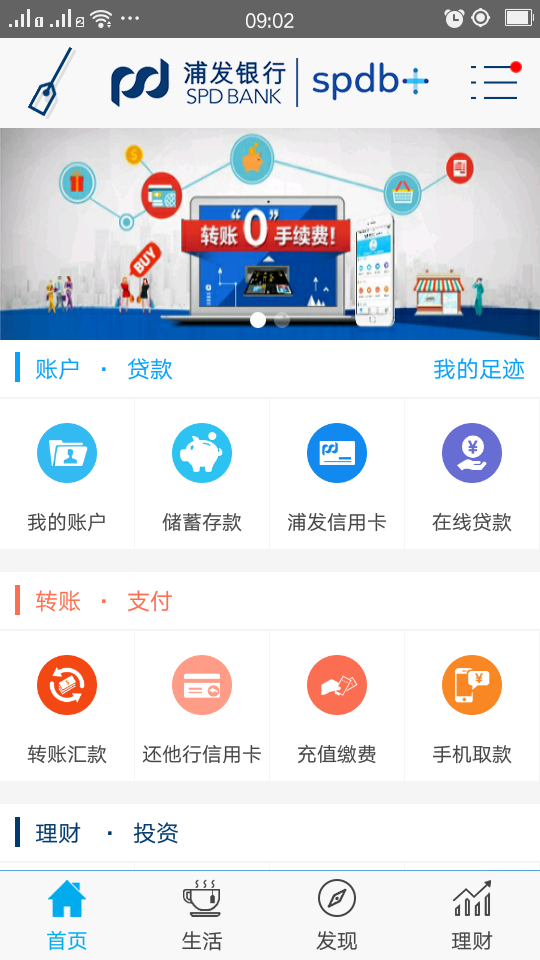 09:02
浦发银行
SPD BANK
spdb+
BUY
转账“0”手续费!
账户 · 贷款
我的足迹
我的账户
储蓄存款
浦发信用卡
在线贷款
转账 · 支付
转账汇款
还他行信用卡
充值缴费
手机取款
理财 · 投资
首页
生活
发现
理财